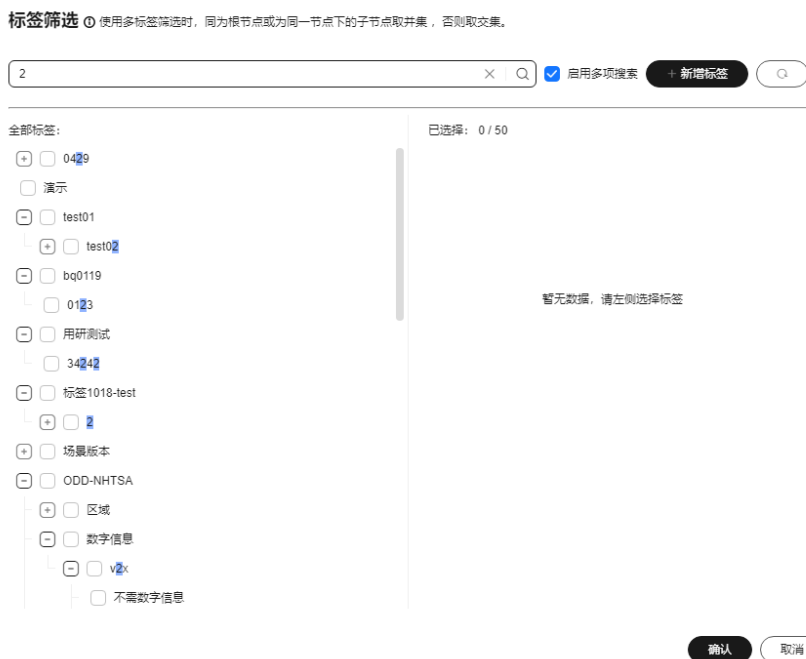 标签筛选 使用多标签筛选时，同为根节点或为同一节点下的子节点取并集，否则取交集。
2 启用多项搜索 + 新增标签
全部标签：
已选择： 0 / 50
0429
演示
test01
test02
bq0119
0123
暂无数据，请左侧选择标签
用研测试
34242
标签1018-test
2
场景版本
ODD-NHTSA
区域
数字信息
v2x
不需数字信息
确认 取消